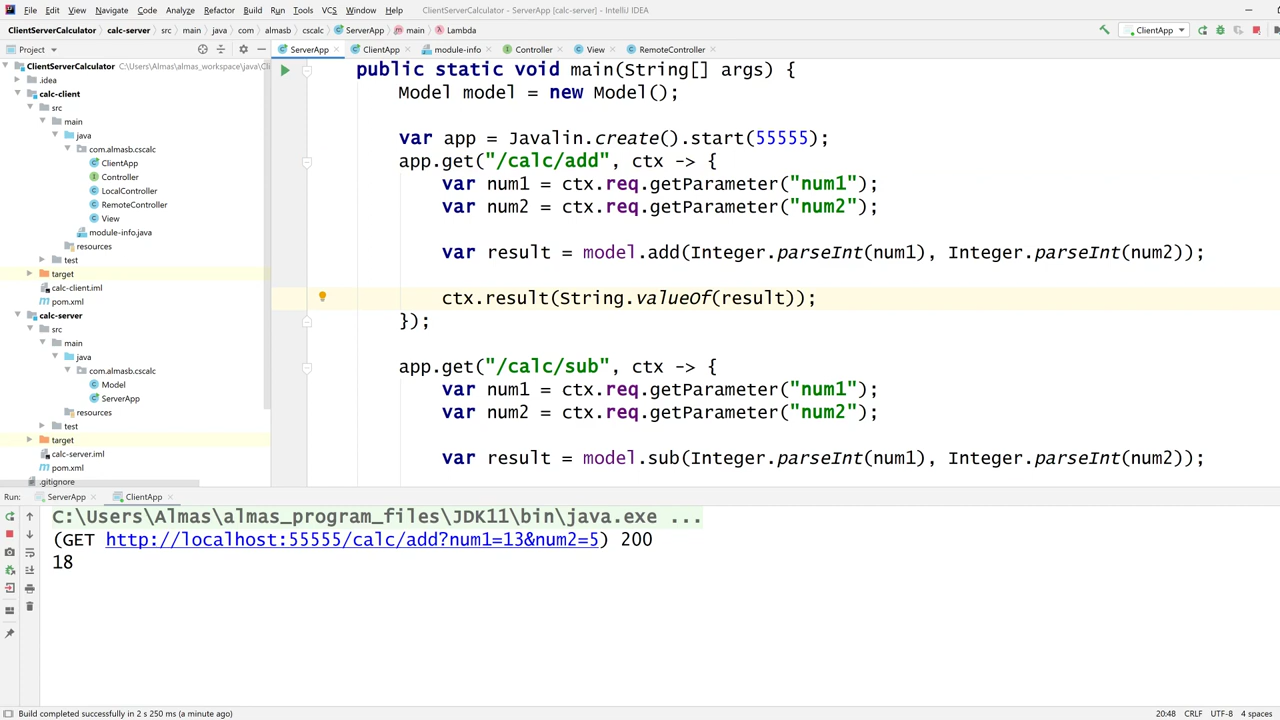 File Edit View Navigate Code Analyze Refactor Build Run Tools VCS Window Help ClientServerCalculator - ServerApp - IntelliJ IDEA
ClientServerCalculator calc-server src main java com almasb cscalc ServerApp main Lambda ClientApp
Project ServerApp ClientApp module-info Controller View RemoteController
ClientServerCalculator C:\Users\Almas\almas_workspace\java\Cli
.idea
calc-client
src
main
java
com.almasb.cscalc
ClientApp
Controller
LocalController
RemoteController
View
module-info.java
resources
test
target
calc-client.iml
pom.xml
calc-server
src
main
java
com.almasb.cscalc
Model
ServerApp
resources
test
target
calc-server.iml
pom.xml
.gitignore
public static void main(String[] args) {
Model model = new Model();
var app = Javalin.create().start(55555);
app.get("/calc/add", ctx -> {
var num1 = ctx.req.getParameter("num1");
var num2 = ctx.req.getParameter("num2");
var result = model.add(Integer.parseInt(num1), Integer.parseInt(num2));
ctx.result(String.valueOf(result));
});
app.get("/calc/sub", ctx -> {
var num1 = ctx.req.getParameter("num1");
var num2 = ctx.req.getParameter("num2");
var result = model.sub(Integer.parseInt(num1), Integer.parseInt(num2));
Run: ServerApp ClientApp
C:\Users\Almas\almas_program_files\JDK11\bin\java.exe ...
(GET http://localhost:55555/calc/add?num1=13&num2=5) 200
18
Build completed successfully in 2 s 250 ms (a minute ago) 20:48 CRLF UTF-8 4 spaces